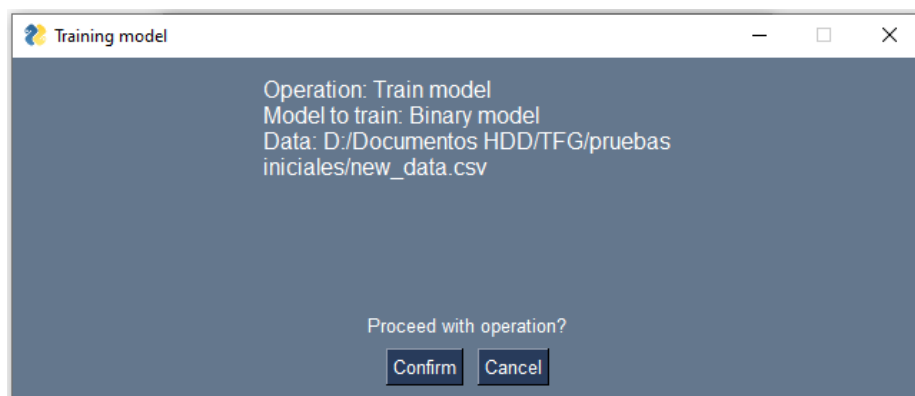 Training model
Operation: Train model
Model to train: Binary model
Data: D:/Documentos HDD/TFG/pruebas
iniciales/new_data.csv
Proceed with operation?
Confirm Cancel